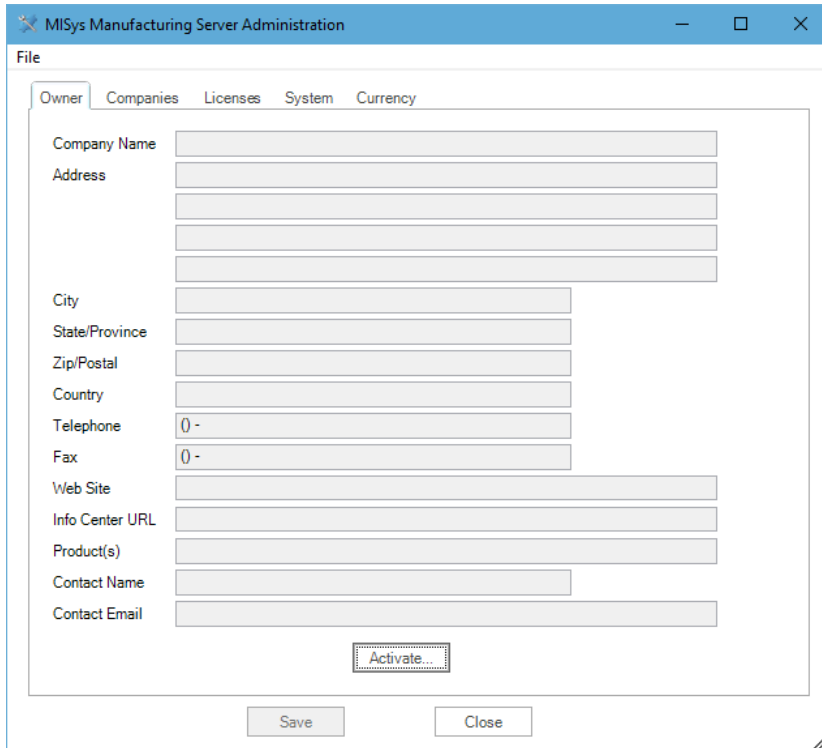 MISys Manufacturing Server Administration
File
Owner Companies Licenses System Currency
Company Name
Address
City
State/Province
Zip/Postal
Country
Telephone () -
Fax () -
Web Site
Info Center URL
Product(s)
Contact Name
Contact Email
Activate...
Save Close